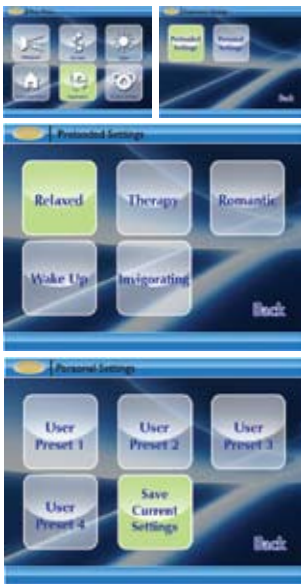 Preloaded
Settings
Personal
Settings
Back
Preloaded Settings
Relaxed
Therapy
Romantic
Wake Up
Invigorating
Back
Personal Settings
User
Preset 1
User
Preset 2
User
Preset 3
User
Preset 4
Save
Current
Settings
Back